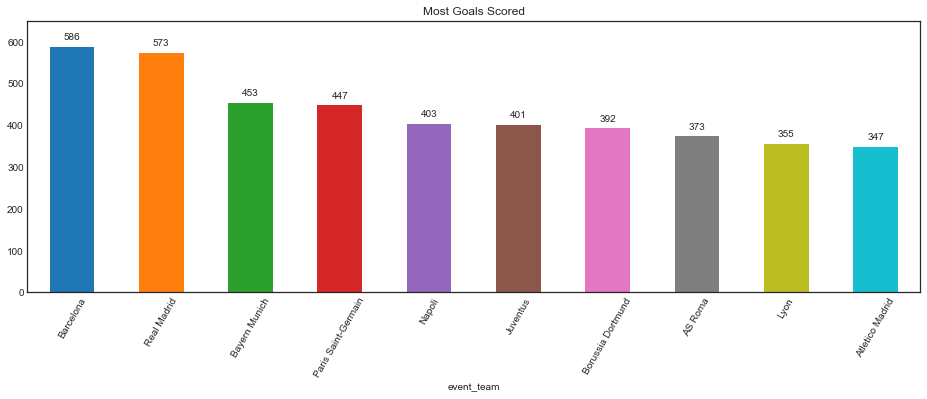 Most Goals Scored
600
500
400
300
200
100
0
586
573
453
447
403
401
392
373
355
347
Barcelona
Real Madrid
Bayern Munich
Paris Saint-Germain
Napoli
Juventus
Borussia Dortmund
AS Roma
Lyon
Atletico Madrid
event_team